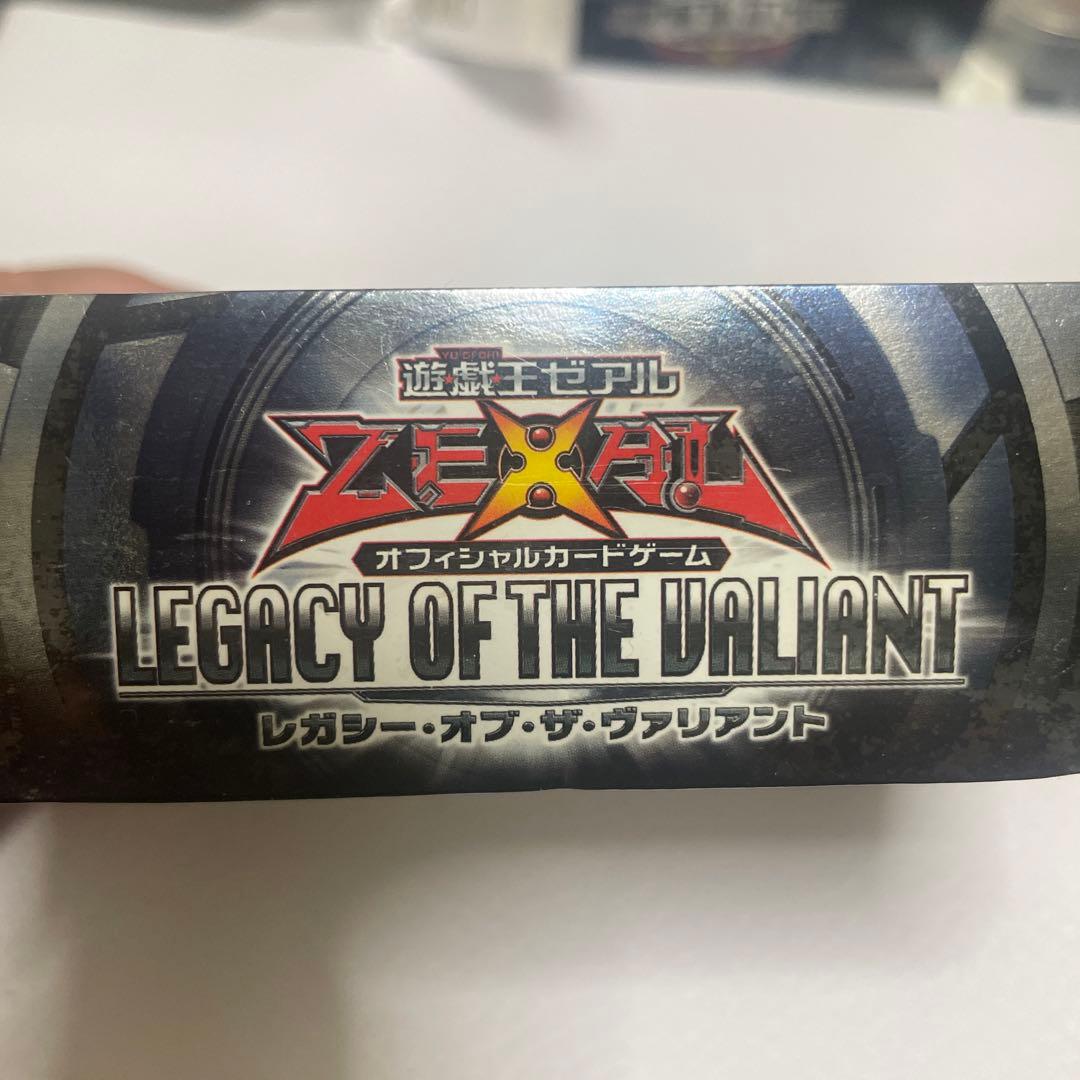 YU-GI-OH!
遊☆戯☆王ゼアル
ZEXAL
オフィシャルカードゲーム
LEGACY OF THE VALIANT
レガシー・オブ・ザ・ヴァリアント